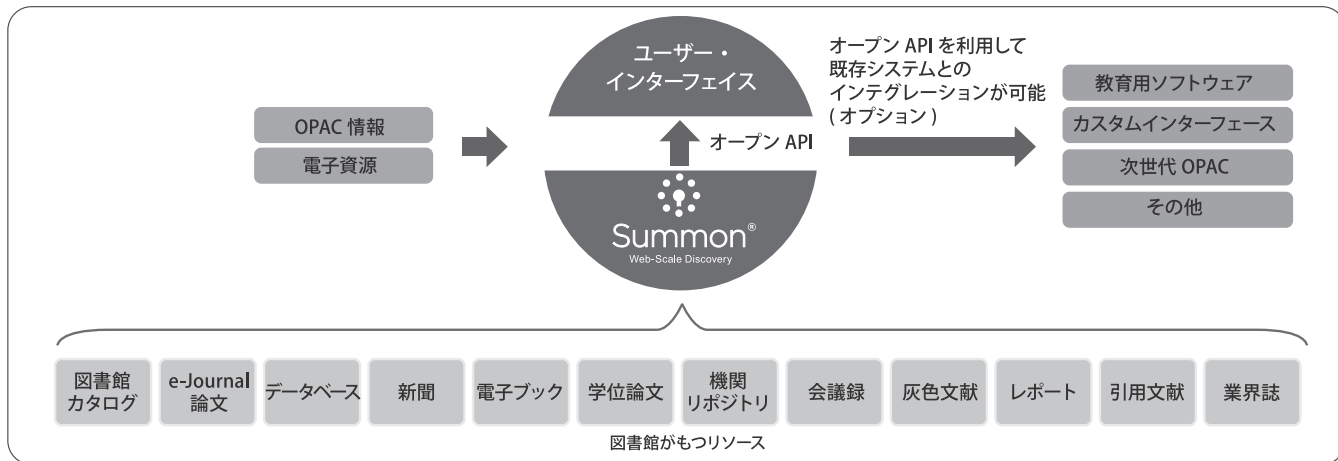 ユーザー・
インターフェイス
オープン API を利用して
既存システムとの
インテグレーションが可能
( オプション )
OPAC 情報
電子資源
オープン API
教育用ソフトウェア
カスタムインターフェース
次世代 OPAC
その他
Summon®
Web-Scale Discovery
図書館
カタログ
e-Journal
論文
データベース
新聞
電子ブック
学位論文
機関
リポジトリ
会議録
灰色文献
レポート
引用文献
業界誌
図書館がもつリソース